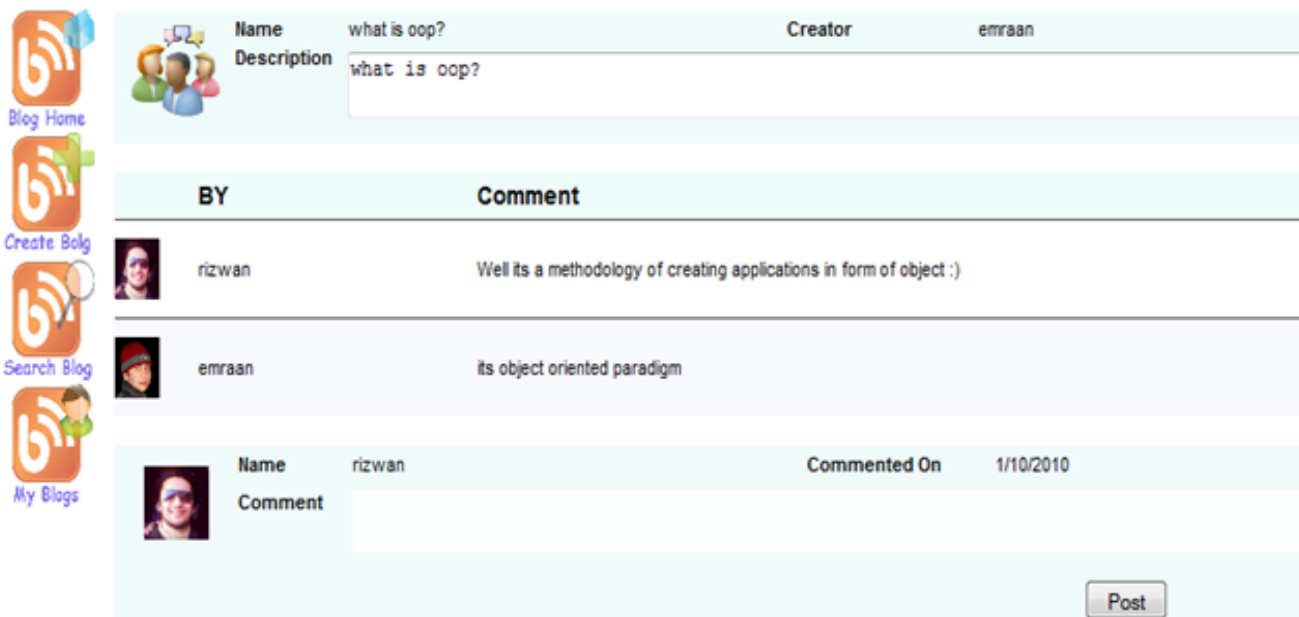 Blog Home
Create Bolg
Search Blog
My Blogs
Name what is oop? Creator emraan
Description what is oop?
BY Comment
rizwan Well its a methodology of creating applications in form of object :)
emraan its object oriented paradigm
Name rizwan Commented On 1/10/2010
Comment
Post